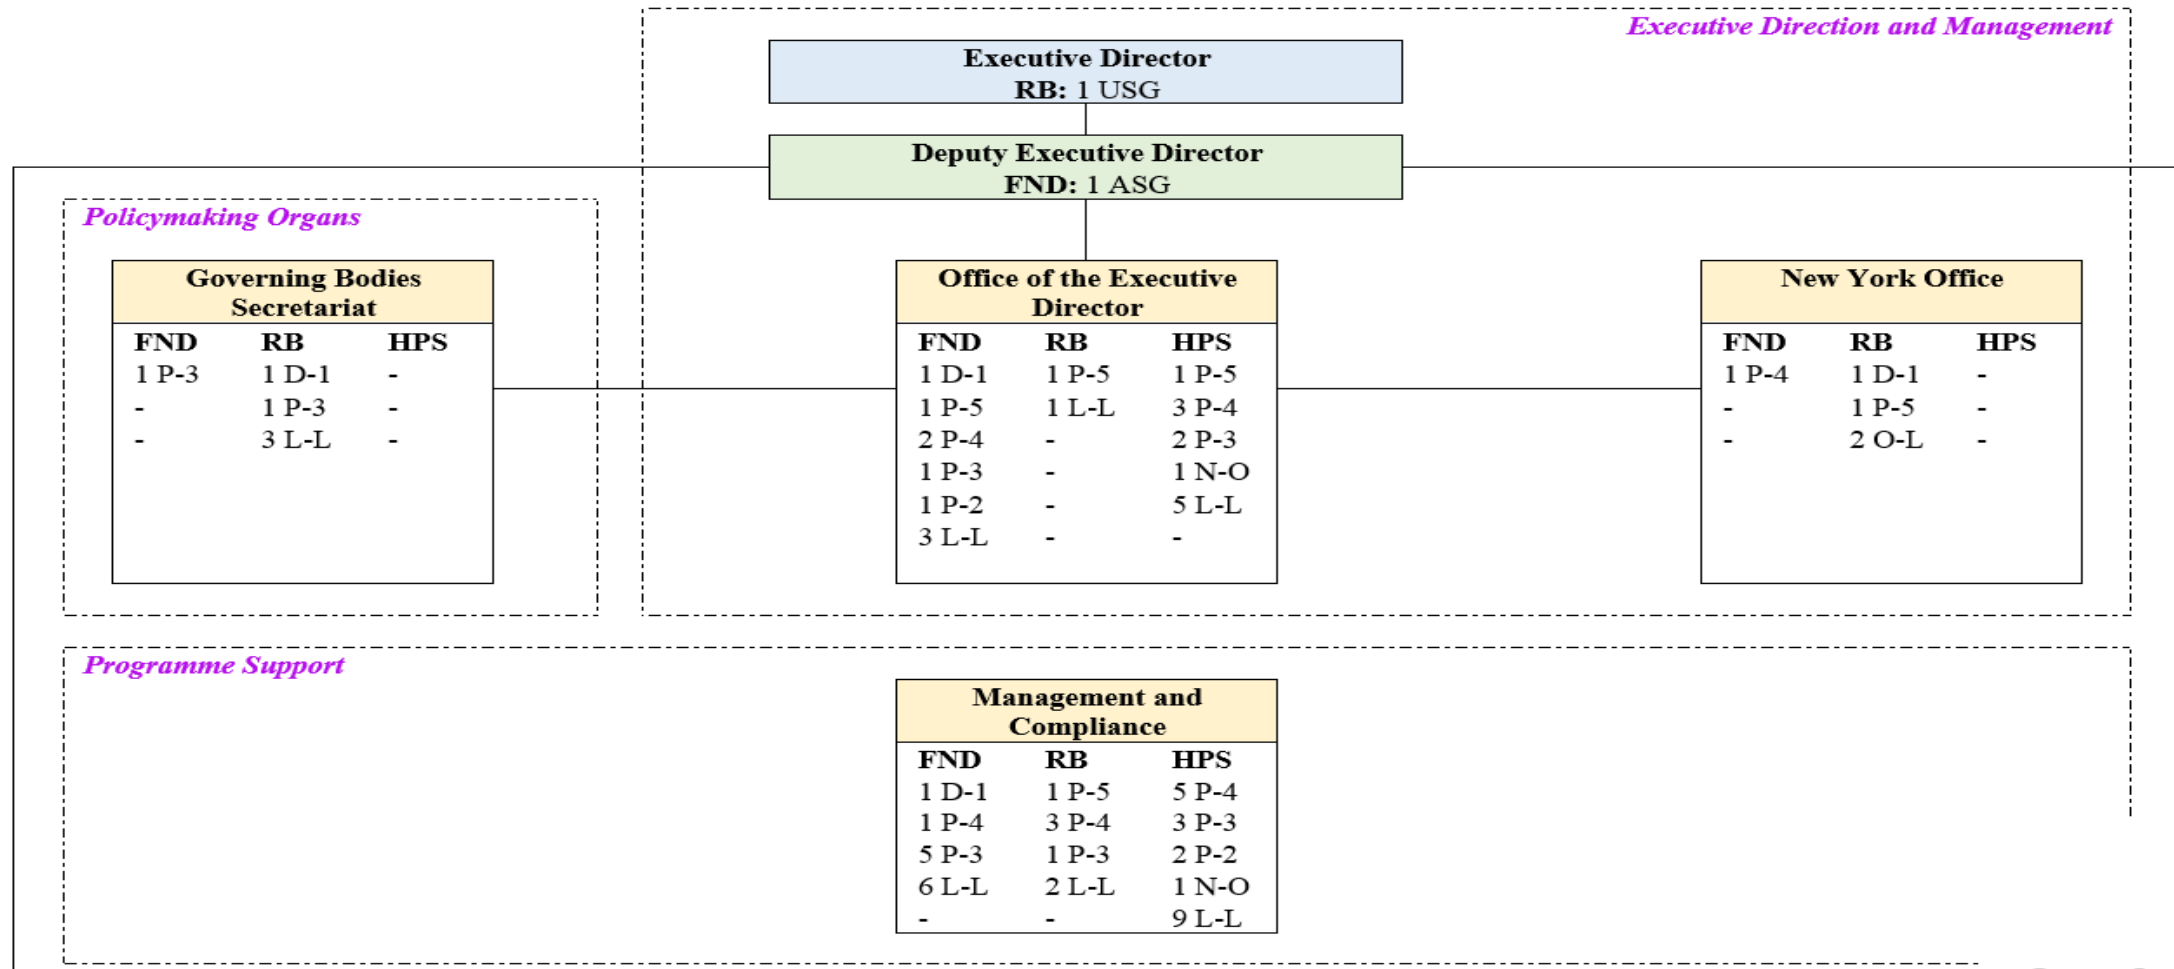 Executive Direction and Management
Executive Director
RB: 1 USG
Deputy Executive Director
FND: 1 ASG
Policymaking Organs
Governing Bodies
Secretariat
FND RB HPS
1 P-3 1 D-1 -
- 1 P-3 -
- 3 L-L -
Office of the Executive
Director
FND RB HPS
1 D-1 1 P-5 1 P-5
1 P-5 1 L-L 3 P-4
2 P-4 - 2 P-3
1 P-3 - 1 N-O
1 P-2 - 5 L-L
3 L-L - -
New York Office
FND RB HPS
1 P-4 1 D-1 -
- 1 P-5 -
- 2 O-L -
Programme Support
Management and
Compliance
FND RB HPS
1 D-1 1 P-5 5 P-4
1 P-4 3 P-4 3 P-3
5 P-3 1 P-3 2 P-2
6 L-L 2 L-L 1 N-O
- - 9 L-L